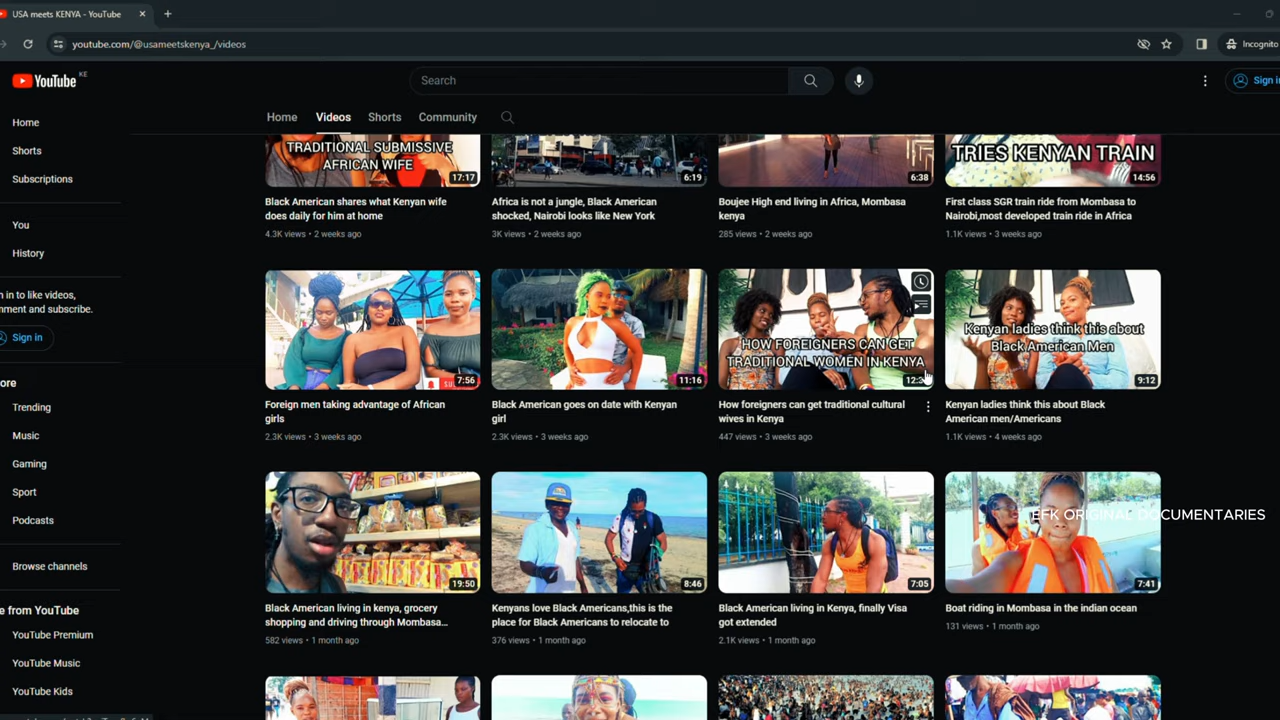 USA meets KENYA - YouTube
youtube.com/@usameetskenya_/videos
Incognito
YouTube KE
Search
Sign in
Home
Videos
Shorts
Community
Home
Shorts
Subscriptions
You
History
n in to like videos,
mment and subscribe.
Sign in
ore
Trending
Music
Gaming
Sport
Podcasts
Browse channels
e from YouTube
YouTube Premium
YouTube Music
YouTube Kids
TRADITIONAL SUBMISSIVE
AFRICAN WIFE
17:17
Black American shares what Kenyan wife
does daily for him at home
4.3K views • 2 weeks ago
6:19
Africa is not a jungle, Black American
shocked, Nairobi looks like New York
3K views • 2 weeks ago
6:38
Boujee High end living in Africa, Mombasa
kenya
285 views • 2 weeks ago
TRIES KENYAN TRAIN
14:56
First class SGR train ride from Mombasa to
Nairobi,most developed train ride in Africa
1.1K views • 3 weeks ago
SU
7:56
Foreign men taking advantage of African
girls
2.3K views • 3 weeks ago
11:16
Black American goes on date with Kenyan
girl
2.3K views • 3 weeks ago
HOW FOREIGNERS CAN GET
TRADITIONAL WOMEN IN KENYA
How foreigners can get traditional cultural
wives in Kenya
447 views • 3 weeks ago
Kenyan ladies think this about
Black American Men
9:12
Kenyan ladies think this about Black
American men/Americans
1.1K views • 4 weeks ago
19:50
Black American living in kenya, grocery
shopping and driving through Mombasa...
582 views • 1 month ago
8:46
Kenyans love Black Americans,this is the
place for Black Americans to relocate to
376 views • 1 month ago
7:05
Black American living in Kenya, finally Visa
got extended
2.1K views • 1 month ago
EFK ORIGINAL DOCUMENTARIES
7:41
Boat riding in Mombasa in the indian ocean
131 views • 1 month ago